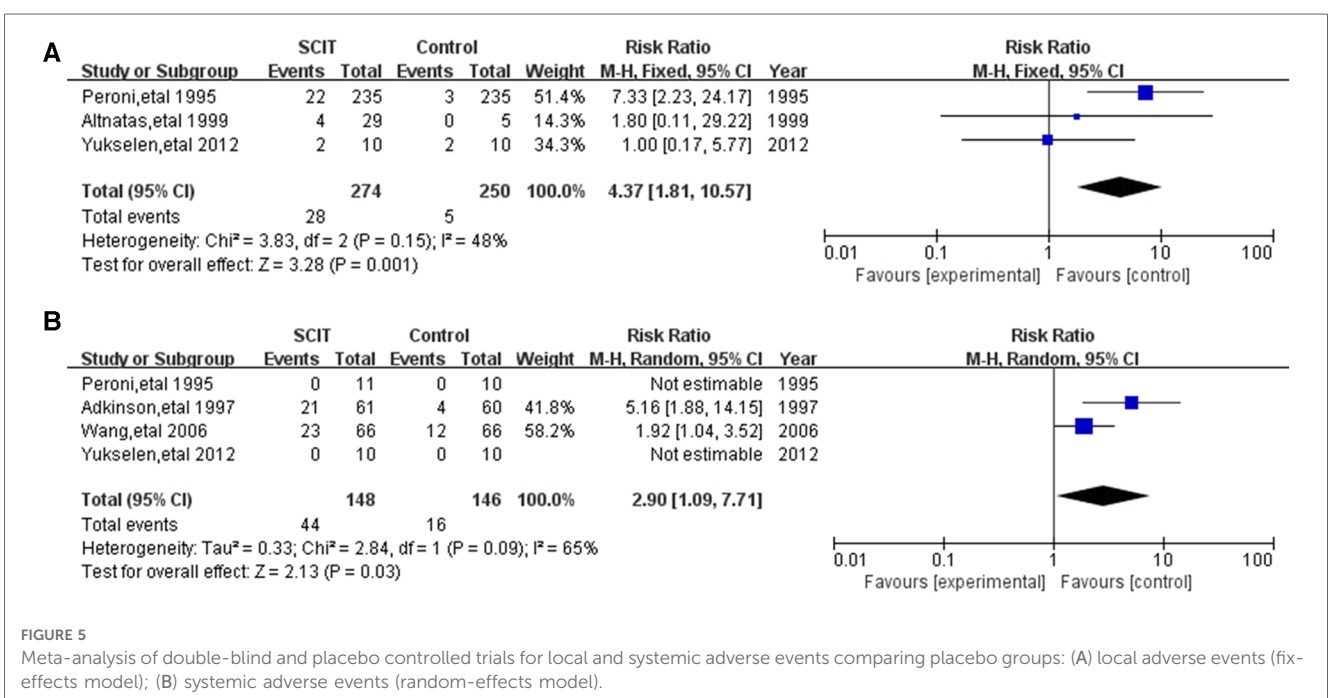 A
SCIT Control Risk Ratio Risk Ratio
Study or Subgroup Events Total Events Total Weight M-H, Fixed, 95% CI Year M-H, Fixed, 95% CI
Peroni,etal 1995 22 235 3 235 51.4% 7.33 [2.23, 24.17] 1995
Altnatas,etal 1999 4 29 0 5 14.3% 1.80 [0.11, 29.22] 1999
Yukselen,etal 2012 2 10 2 10 34.3% 1.00 [0.17, 5.77] 2012
Total (95% CI) 274 250 100.0% 4.37 [1.81, 10.57]
Total events 28 5
Heterogeneity: Chi² = 3.83, df = 2 (P = 0.15); I² = 48%
Test for overall effect: Z = 3.28 (P = 0.001)
0.01 0.1 1 10 100
Favours [experimental] Favours [control]
B
SCIT Control Risk Ratio Risk Ratio
Study or Subgroup Events Total Events Total Weight M-H, Random, 95% CI Year M-H, Random, 95% CI
Peroni,etal 1995 0 11 0 10 Not estimable 1995
Adkinson,etal 1997 21 61 4 60 41.8% 5.16 [1.88, 14.15] 1997
Wang,etal 2006 23 66 12 66 58.2% 1.92 [1.04, 3.52] 2006
Yukselen,etal 2012 0 10 0 10 Not estimable 2012
Total (95% CI) 148 146 100.0% 2.90 [1.09, 7.71]
Total events 44 16
Heterogeneity: Tau² = 0.33; Chi² = 2.84, df = 1 (P = 0.09); I² = 65%
Test for overall effect: Z = 2.13 (P = 0.03)
0.01 0.1 1 10 100
Favours [experimental] Favours [control]
FIGURE 5
Meta-analysis of double-blind and placebo controlled trials for local and systemic adverse events comparing placebo groups: (A) local adverse events (fix-
effects model); (B) systemic adverse events (random-effects model).